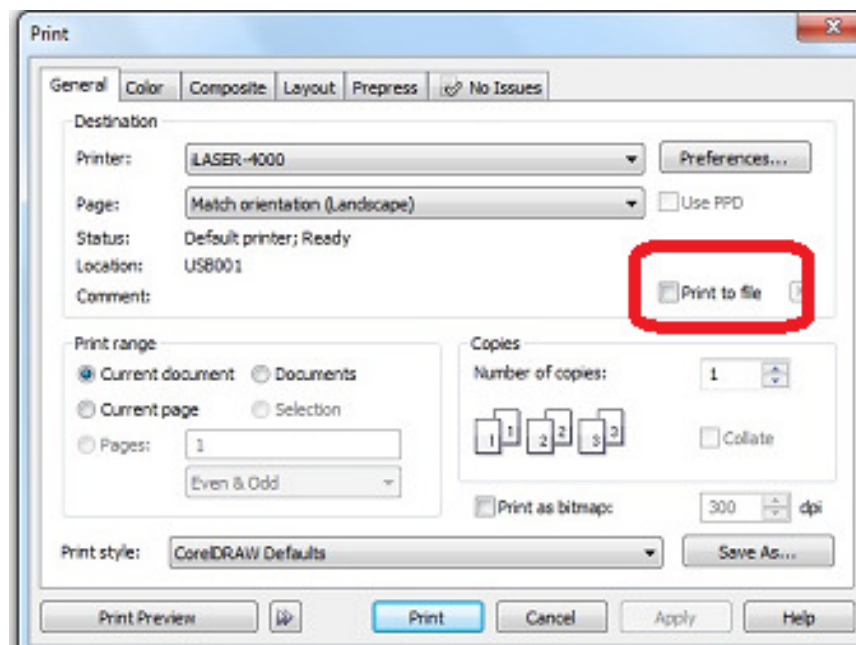 Print
General Color Composite Layout Prepress No Issues
Destination
Printer: iLASER-4000 Preferences...
Page: Match orientation (Landscape) Use PPD
Status: Default printer; Ready
Location: USB001
Comment: Print to file
Print range
Current document Documents
Current page Selection
Pages: 1
Even & Odd
Copies
Number of copies: 1
1 1 2 2 3 3
Collate
Print as bitmap: 300 dpi
Print style: CorelDRAW Defaults Save As...
Print Preview Print Cancel Apply Help